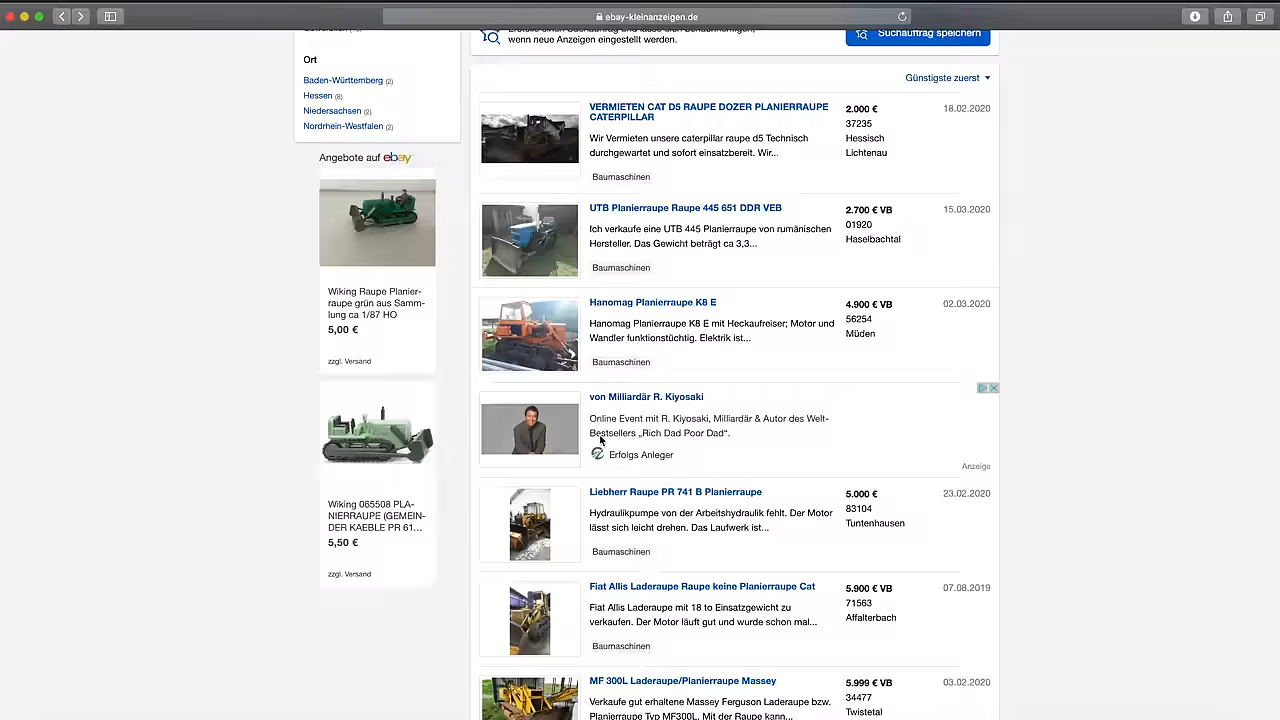 ebay-kleinanzeigen.de
wenn neue Anzeigen eingestellt werden.
Suchauftrag speichern
Ort
Baden-Württemberg (2)
Hessen (8)
Niedersachsen (2)
Nordrhein-Westfalen (2)
Angebote auf ebay
Wiking Raupe Planier-
raupe grün aus Samm-
lung ca 1/87 HO
5,00 €
zzgl. Versand
Wiking 065508 PLA-
NIERRAUPE (GEMEIN-
DER KAEBLE PR 61...
5,50 €
zzgl. Versand
Günstigste zuerst
VERMIETEN CAT D5 RAUPE DOZER PLANIERRAUPE
CATERPILLAR
Wir Vermieten unsere caterpillar raupe d5 Technisch
durchgewartet und sofort einsatzbereit. Wir...
Baumaschinen
2.000 €
37235
Hessisch
Lichtenau
18.02.2020
UTB Planierraupe Raupe 445 651 DDR VEB
Ich verkaufe eine UTB 445 Planierraupe von rumänischen
Hersteller. Das Gewicht beträgt ca 3,3...
Baumaschinen
2.700 € VB
01920
Haselbachtal
15.03.2020
Hanomag Planierraupe K8 E
Hanomag Planierraupe K8 E mit Heckaufreiser; Motor und
Wandler funktionstüchtig. Elektrik ist...
Baumaschinen
4.900 € VB
56254
Müden
02.03.2020
von Milliardär R. Kiyosaki
Online Event mit R. Kiyosaki, Milliardär & Autor des Welt-
Bestsellers „Rich Dad Poor Dad“.
Erfolgs Anleger
Anzeige
Liebherr Raupe PR 741 B Planierraupe
Hydraulikpumpe von der Arbeitshydraulik fehlt. Der Motor
lässt sich leicht drehen. Das Laufwerk ist...
Baumaschinen
5.000 €
83104
Tuntenhausen
23.02.2020
Fiat Allis Laderaupe Raupe keine Planierraupe Cat
Fiat Allis Laderaupe mit 18 to Einsatzgewicht zu
verkaufen. Der Motor läuft gut und wurde schon mal...
Baumaschinen
5.900 € VB
71563
Affalterbach
07.08.2019
MF 300L Laderaupe/Planierraupe Massey
Verkaufe gut erhaltene Massey Ferguson Laderaupe bzw.
Planierraupe Typ MF300L. Mit der Raupe kann...
5.999 € VB
34477
Twistetal
03.02.2020